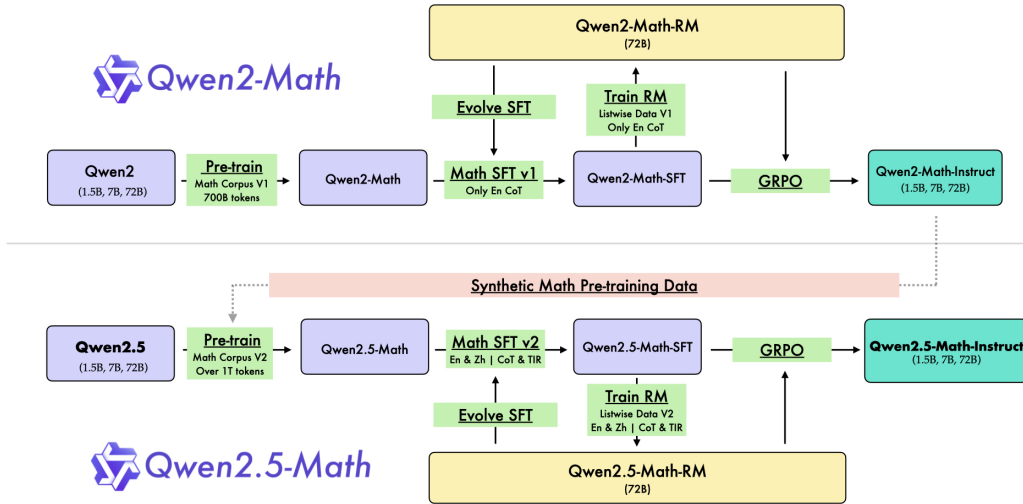 Qwen2-Math-RM
(72B)
Qwen2-Math
Evolve SFT
Train RM
Listwise Data V1
Only En CoT
Qwen2
(1.5B, 7B, 72B)
Pre-train
Math Corpus V1
700B tokens
Qwen2-Math
Math SFT v1
Only En CoT
Qwen2-Math-SFT
GRPO
Qwen2-Math-Instruct
(1.5B, 7B, 72B)
Synthetic Math Pre-training Data
Qwen2.5
(1.5B, 7B, 72B)
Pre-train
Math Corpus V2
Over 1T tokens
Qwen2.5-Math
Math SFT v2
En & Zh | CoT & TIR
Qwen2.5-Math-SFT
GRPO
Qwen2.5-Math-Instruct
(1.5B, 7B, 72B)
Evolve SFT
Train RM
Listwise Data V2
En & Zh | CoT & TIR
Qwen2.5-Math
Qwen2.5-Math-RM
(72B)